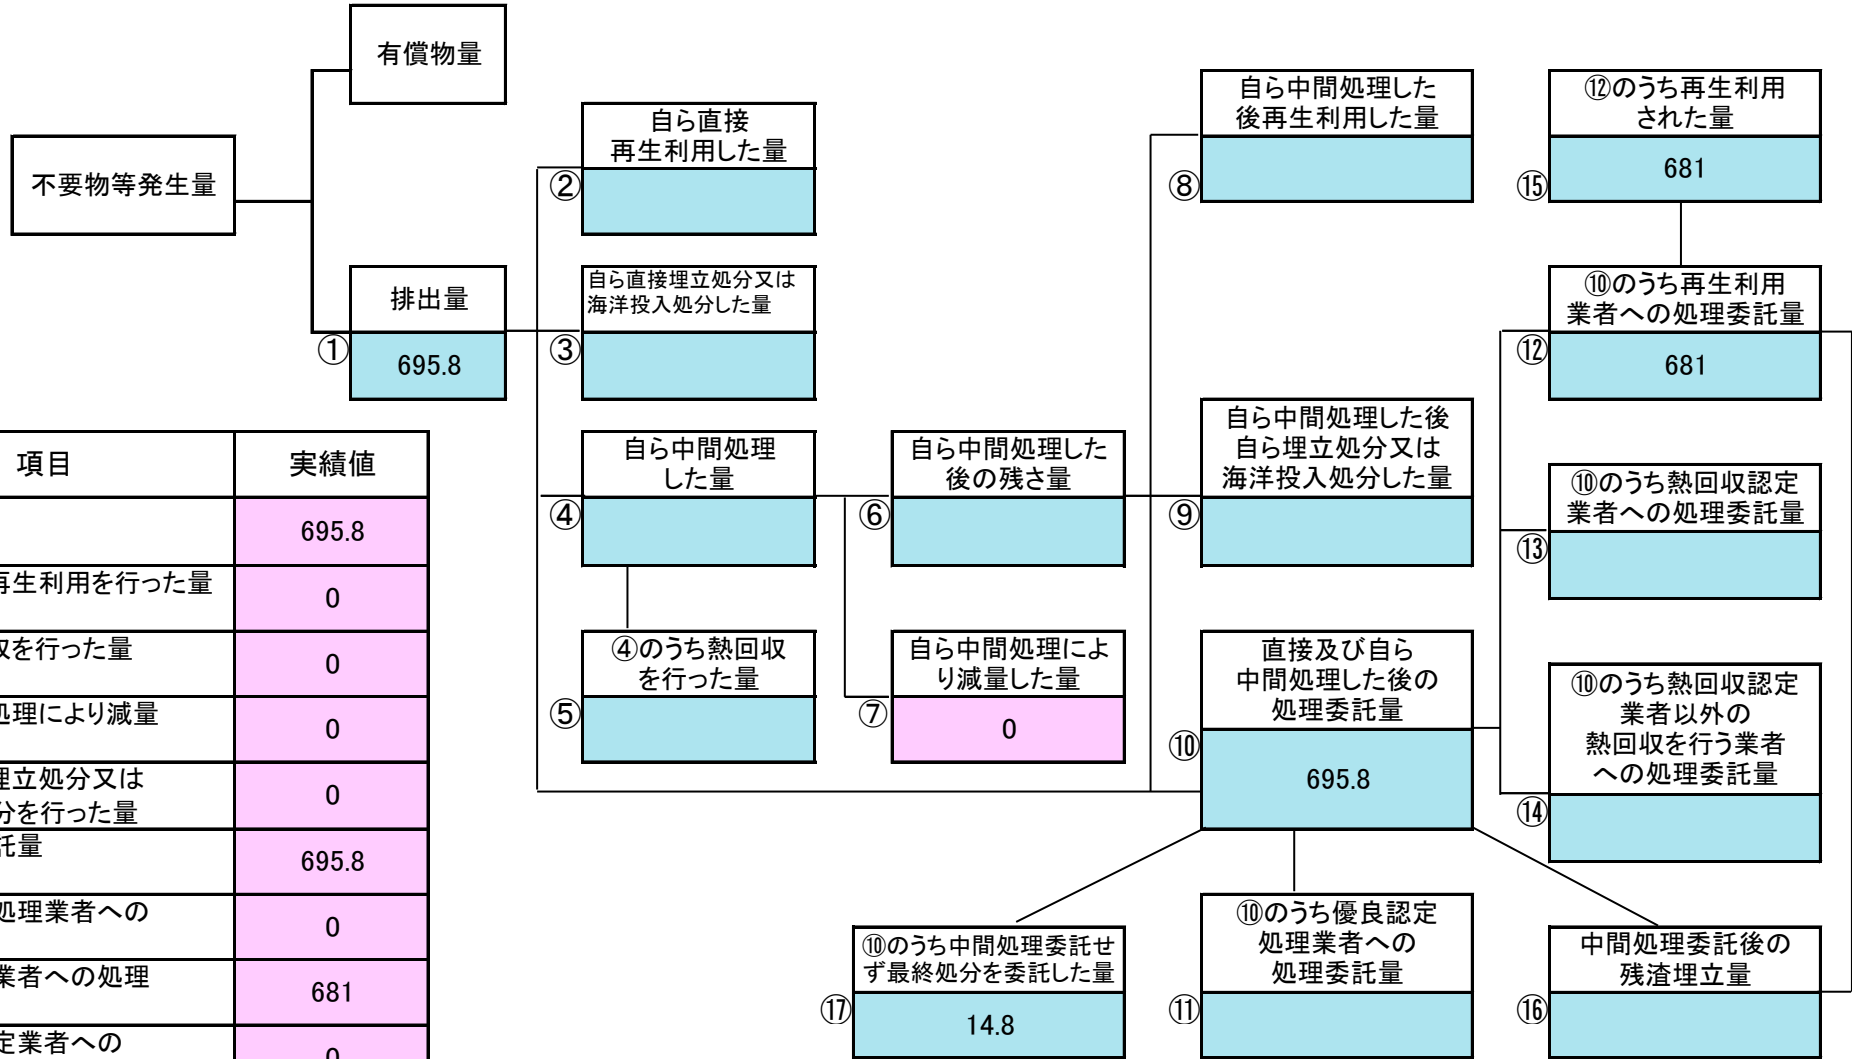 有償物量
不要物等発生量
排出量
①
695.8
自ら直接
再生利用した量
②
自ら直接埋立処分又は
海洋投入処分した量
③
自ら中間処理
した量
④
④のうち熱回収
を行った量
⑤
自ら中間処理した
後の残さ量
⑥
自ら中間処理によ
り減量した量
⑦
0
自ら中間処理した
後再生利用した量
⑧
自ら中間処理した後
自ら埋立処分又は
海洋投入処分した量
⑨
直接及び自ら
中間処理した後の
処理委託量
⑩
695.8
⑫のうち再生利用
された量
⑮
681
⑩のうち再生利用
業者への処理委託量
⑫
681
⑩のうち熱回収認定
業者への処理委託量
⑬
⑩のうち熱回収認定
業者以外の
熱回収を行う業者
への処理委託量
⑭
⑩のうち中間処理委託せ
ず最終処分を委託した量
⑰
14.8
⑩のうち優良認定
処理業者への
処理委託量
⑪
中間処理委託後の
残渣埋立量
⑯
項目
実績値
695.8
再生利用を行った量
0
収を行った量
0
処理により減量
0
埋立処分又は
分を行った量
0
託量
695.8
処理業者への
0
業者への処理
681
定業者への
0